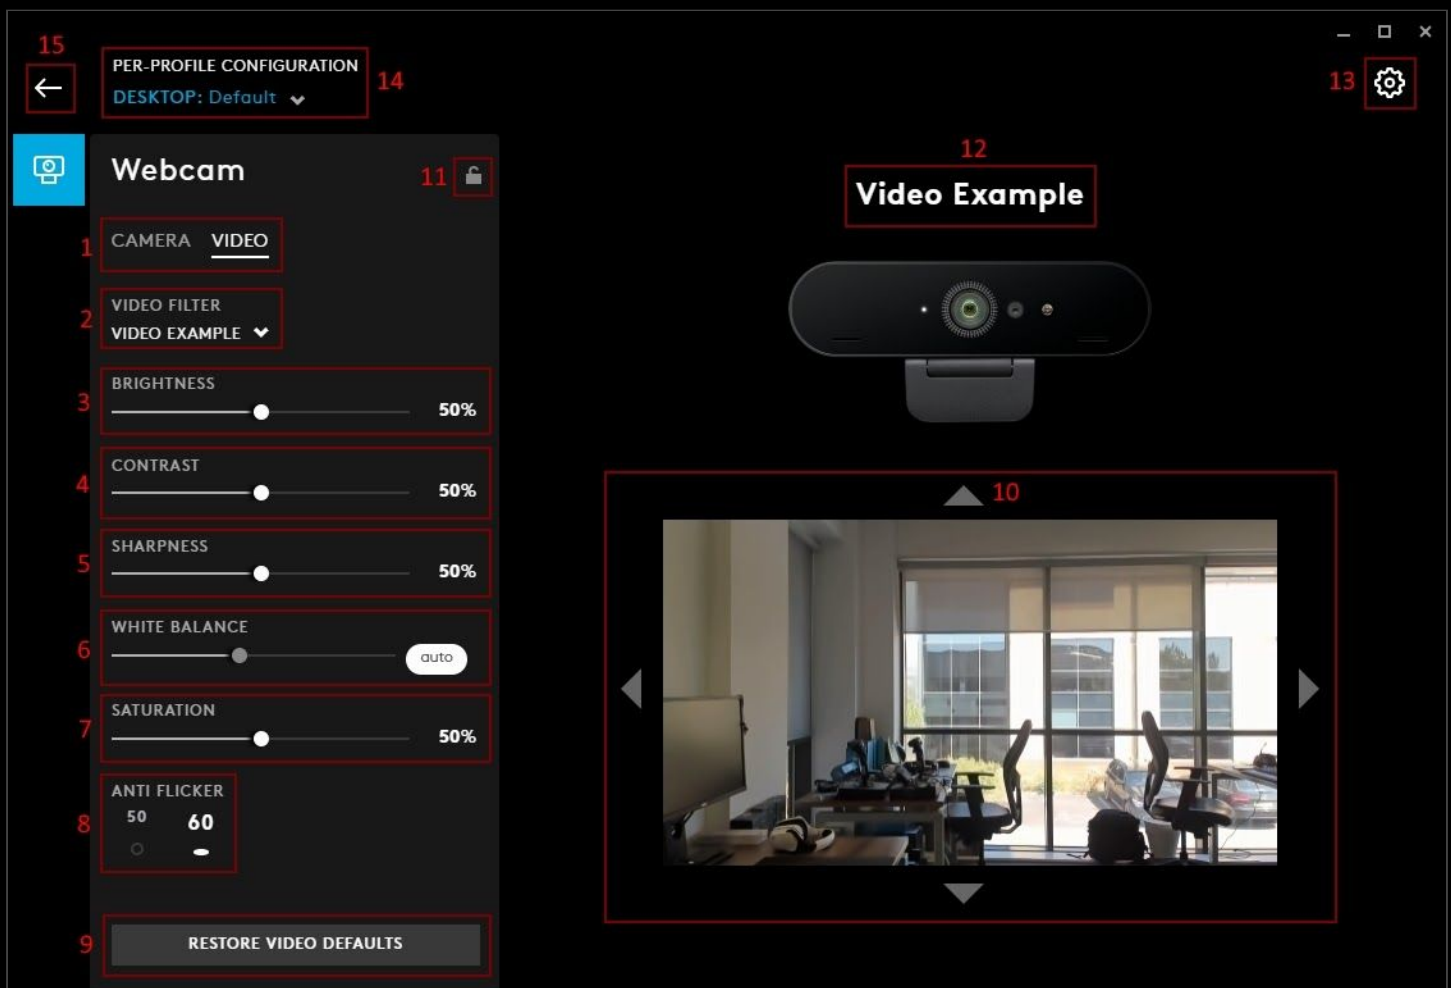 15
PER-PROFILE CONFIGURATION
DESKTOP: Default
14
13
Webcam
11
12
Video Example
1
CAMERA VIDEO
2
VIDEO FILTER
VIDEO EXAMPLE
3
BRIGHTNESS
50%
4
CONTRAST
50%
5
SHARPNESS
50%
6
WHITE BALANCE
auto
7
SATURATION
50%
8
ANTI FLICKER
50 60
9
RESTORE VIDEO DEFAULTS
10